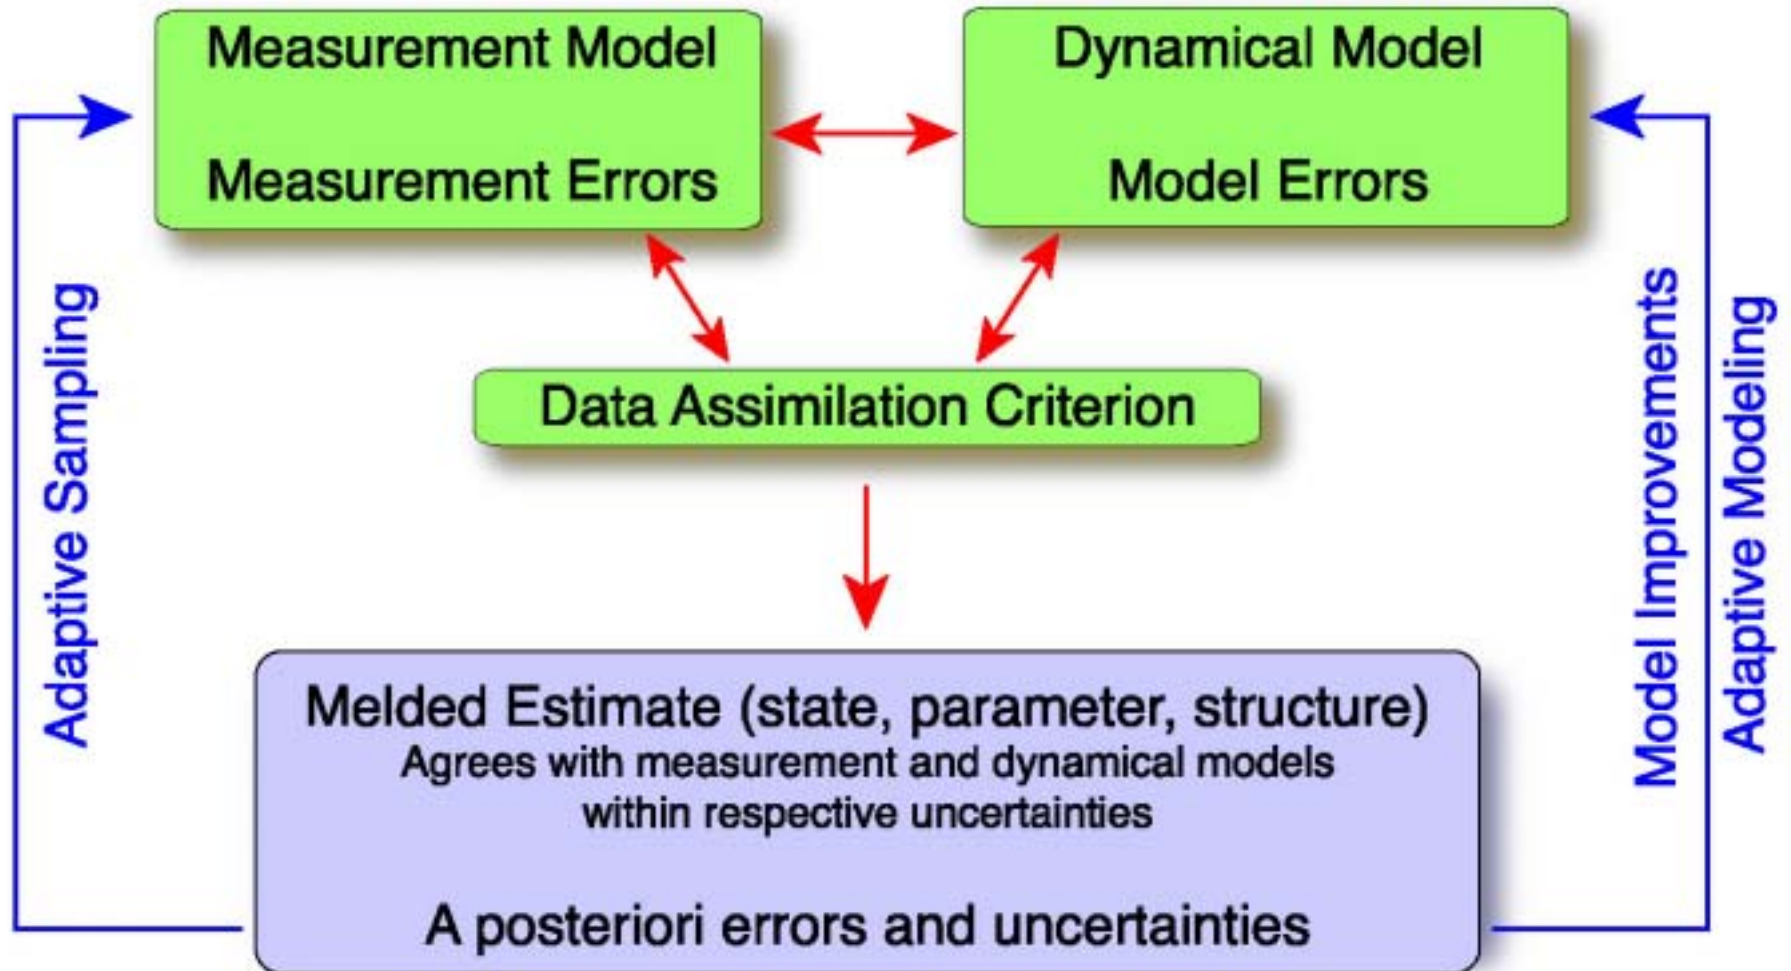 Measurement Model
Measurement Errors
Dynamical Model
Model Errors
Data Assimilation Criterion
Adaptive Sampling
Model Improvements
Adaptive Modeling
Melded Estimate (state, parameter, structure)
Agrees with measurement and dynamical models
within respective uncertainties
A posteriori errors and uncertainties